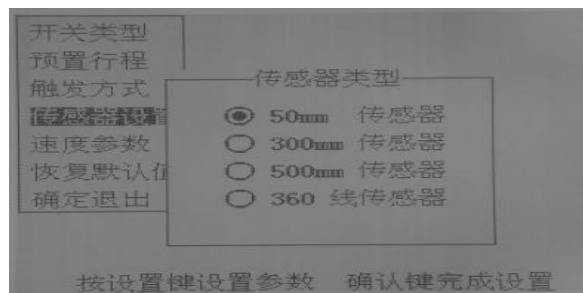 开关类型
预置行程
触发方式
传感器设置
速度参数
恢复默认值
确定退出
传感器类型
50mm 传感器
300mm 传感器
500mm 传感器
360 线传感器
按设置键设置参数 确认键完成设置